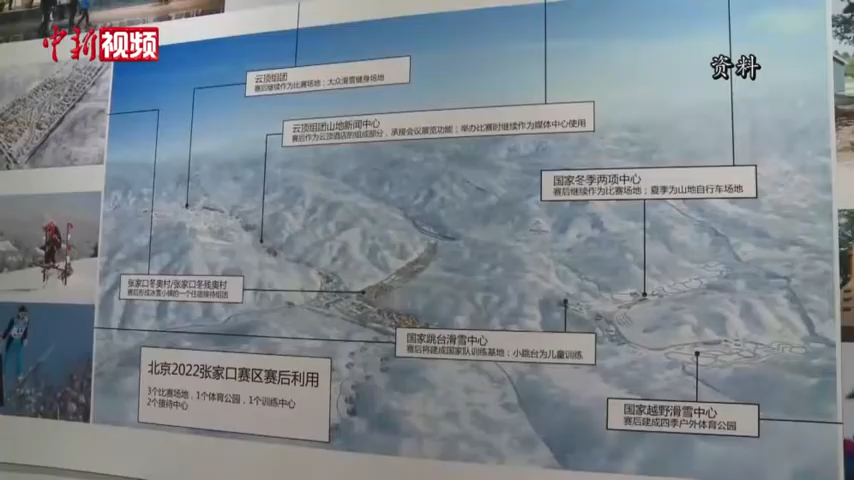 中新视频
资料
云顶组团
赛后继续作为比赛场地；大众滑雪健身场地
云顶组团山地新闻中心
赛后作为云顶酒店的组成部分，承接会议展览功能；举办比赛时继续作为媒体中心使用
国家冬季两项中心
赛后继续作为比赛场地；夏季为山地自行车场地
张家口冬奥村/张家口冬残奥村
赛后形成冰雪小镇的一个住宿接待组团
国家跳台滑雪中心
赛后将建成国家队训练基地；小跳台为儿童训练
北京2022张家口赛区赛后利用
3个比赛场地，1个体育公园，1个训练中心
2个接待中心
国家越野滑雪中心
赛后建成四季户外体育公园